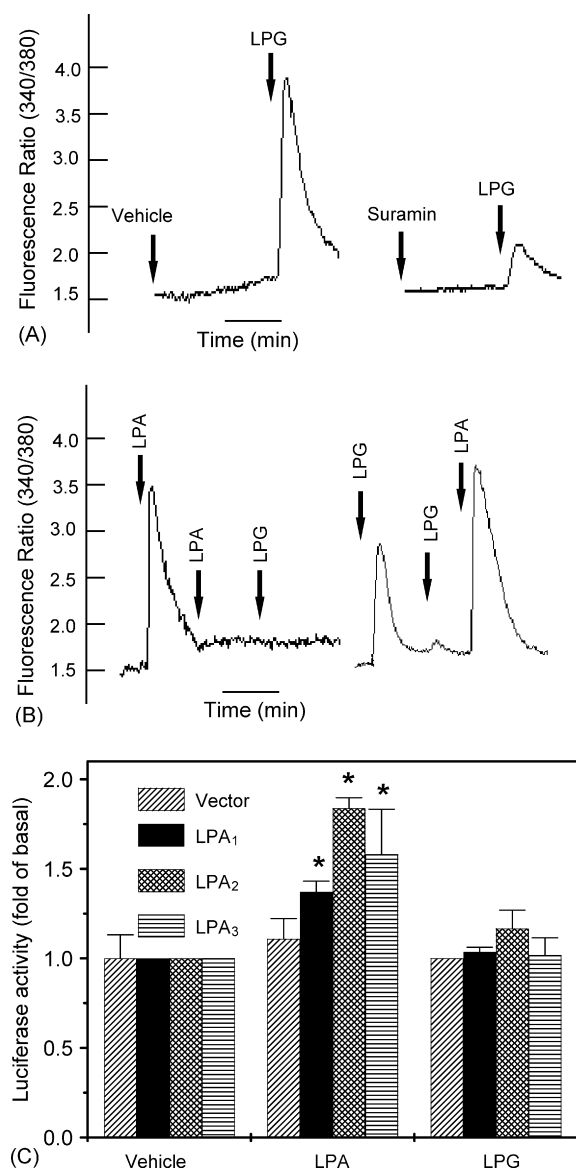 LPG
4.0
3.5
3.0
2.5
2.0
1.5
Fluorescence Ratio (340/380)
Vehicle
Suramin
LPG
(A)
Time (min)
4.0
3.5
3.0
2.5
2.0
1.5
Fluorescence Ratio (340/380)
LPA
LPA
LPG
LPG
LPG
LPA
(B)
Time (min)
2.0
1.5
1.0
0.5
0.0
Luciferase activity (fold of basal)
Vector
LPA₁
LPA₂
LPA₃
* * *
(C)
Vehicle LPA LPG